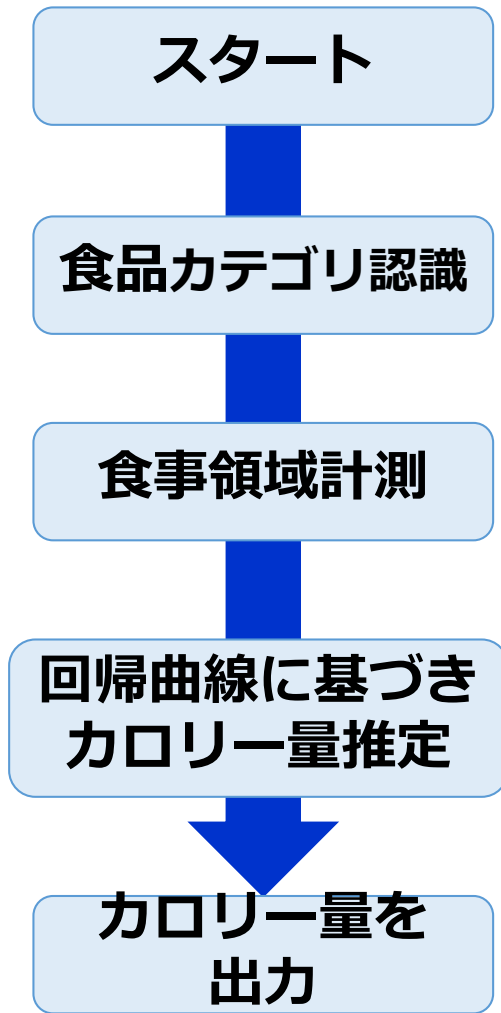 スタート
食品カテゴリ認識
食事領域計測
回帰曲線に基づき
カロリー量推定
カロリー量を
出力